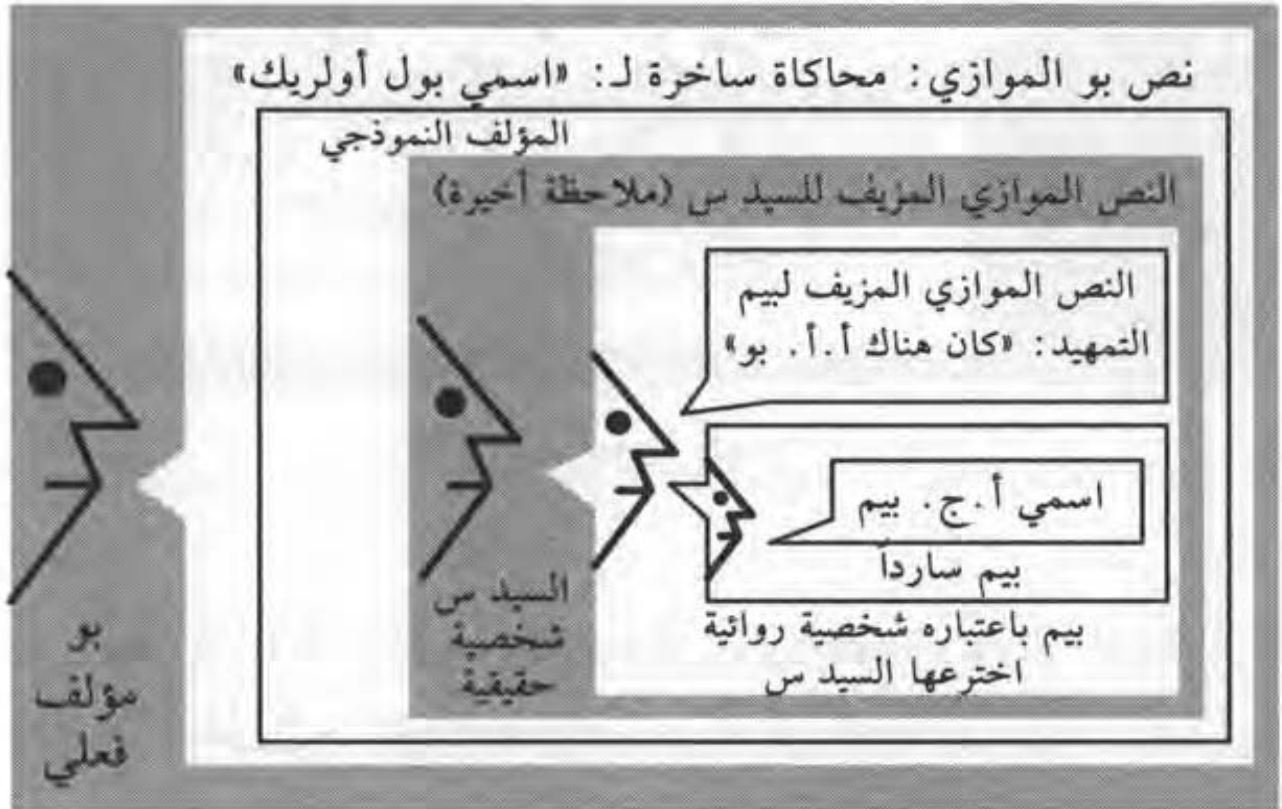 نص بو الموازي: محاكاة ساخرة لـ: «اسمي بول أولريك»
المؤلف النموذجي
النص الموازي المزيف للسيد س (ملاحظة أخيرة)
النص الموازي المزيف لبيم
التمهيد: «كان هناك أ.أ. بو»
اسمي أ.ج. بيم
بيم سارداً
بيم باعتباره شخصية روائية
اخترعها السيد س
السيد س
شخصية
حقيقية
بو
مؤلف
فعلي